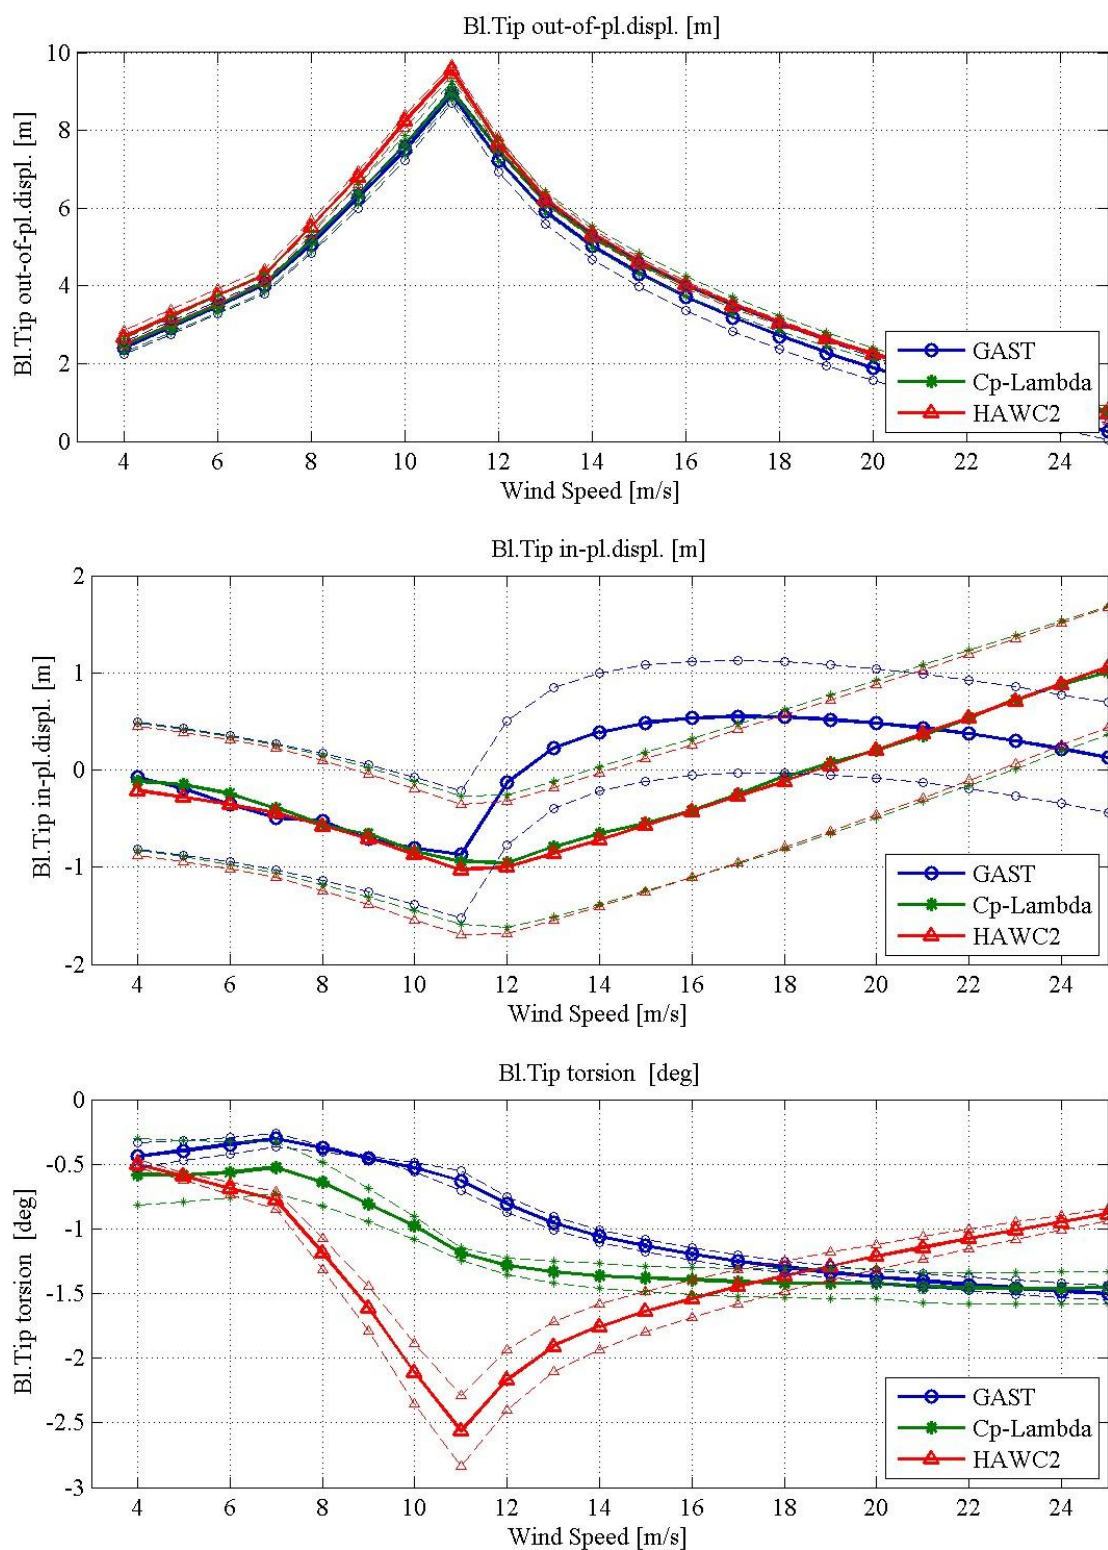 Bl.Tip out-of-pl.displ. [m]
Bl.Tip out-of-pl.displ. [m]
10
8
6
4
2
0
GAST
Cp-Lambda
HAWC2
4 6 8 10 12 14 16 18 20 22 24
Wind Speed [m/s]
Bl.Tip in-pl.displ. [m]
Bl.Tip in-pl.displ. [m]
2
1
0
-1
-2
GAST
Cp-Lambda
HAWC2
4 6 8 10 12 14 16 18 20 22 24
Wind Speed [m/s]
Bl.Tip torsion [deg]
Bl.Tip torsion [deg]
0
-0.5
-1
-1.5
-2
-2.5
-3
GAST
Cp-Lambda
HAWC2
4 6 8 10 12 14 16 18 20 22 24
Wind Speed [m/s]